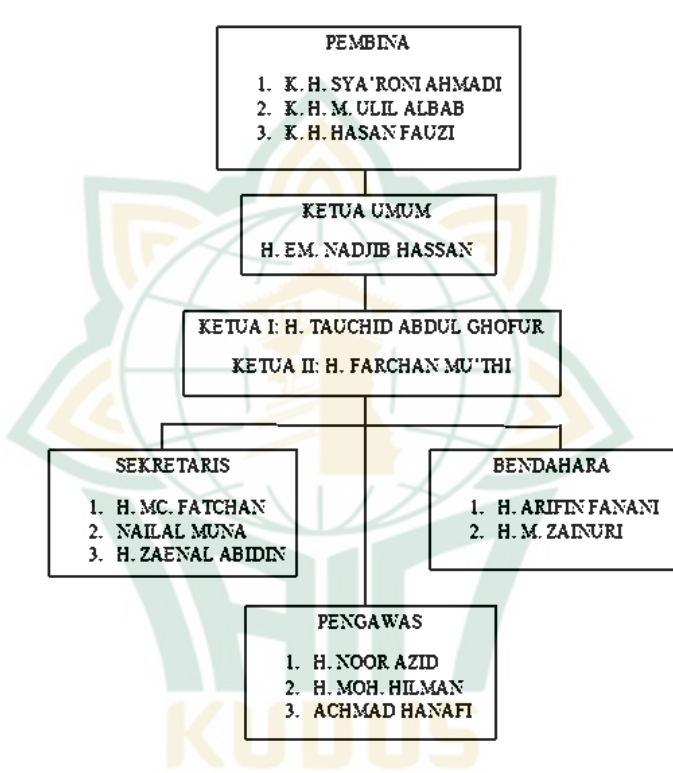 PEMBINA
1. K. H. SYA'RONI AHMADI
2. K. H. M. ULIL ALBAB
3. K. H. HASAN FAUZI
KETUA UMUM
H. EM. NADJIB HASSAN
KETUA I: H. TAUCHID ABDUL GHOFUR
KETUA II: H. FARCHAN MU'THI
SEKRETARIS
1. H. MC. FATCHAN
2. NAILAL MUNA
3. H. ZAENAL ABIDIN
BENDAHARA
1. H. ARIFIN FANANI
2. H. M. ZAINURI
PENGAWAS
1. H. NOOR AZID
2. H. MOH. HILMAN
3. ACHMAD HANAFI
KUDUS